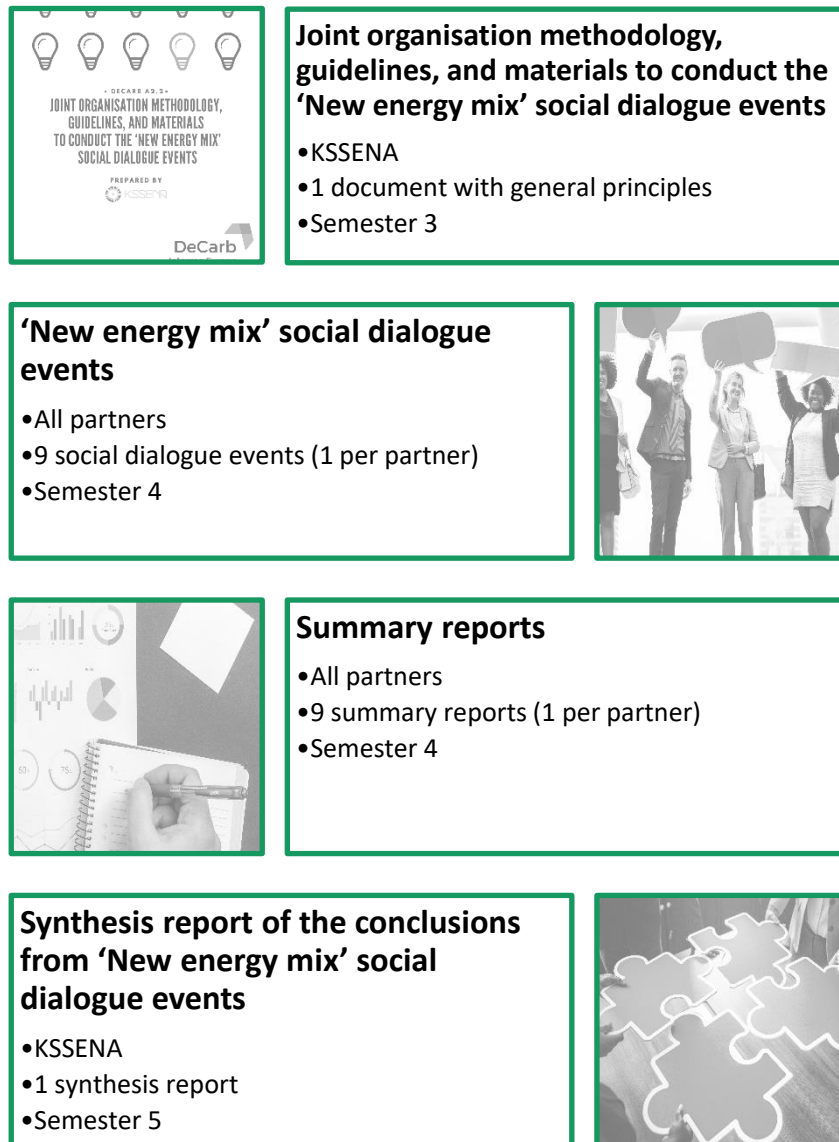 • DECARB A2.2•
JOINT ORGANISATION METHODOLOGY,
GUIDELINES, AND MATERIALS
TO CONDUCT THE 'NEW ENERGY MIX'
SOCIAL DIALOGUE EVENTS
PREPARED BY
KSSENA
DeCarb
Joint organisation methodology,
guidelines, and materials to conduct the
‘New energy mix’ social dialogue events
•KSSENA
•1 document with general principles
•Semester 3
‘New energy mix’ social dialogue
events
•All partners
•9 social dialogue events (1 per partner)
•Semester 4
Summary reports
•All partners
•9 summary reports (1 per partner)
•Semester 4
Synthesis report of the conclusions
from ‘New energy mix’ social
dialogue events
•KSSENA
•1 synthesis report
•Semester 5